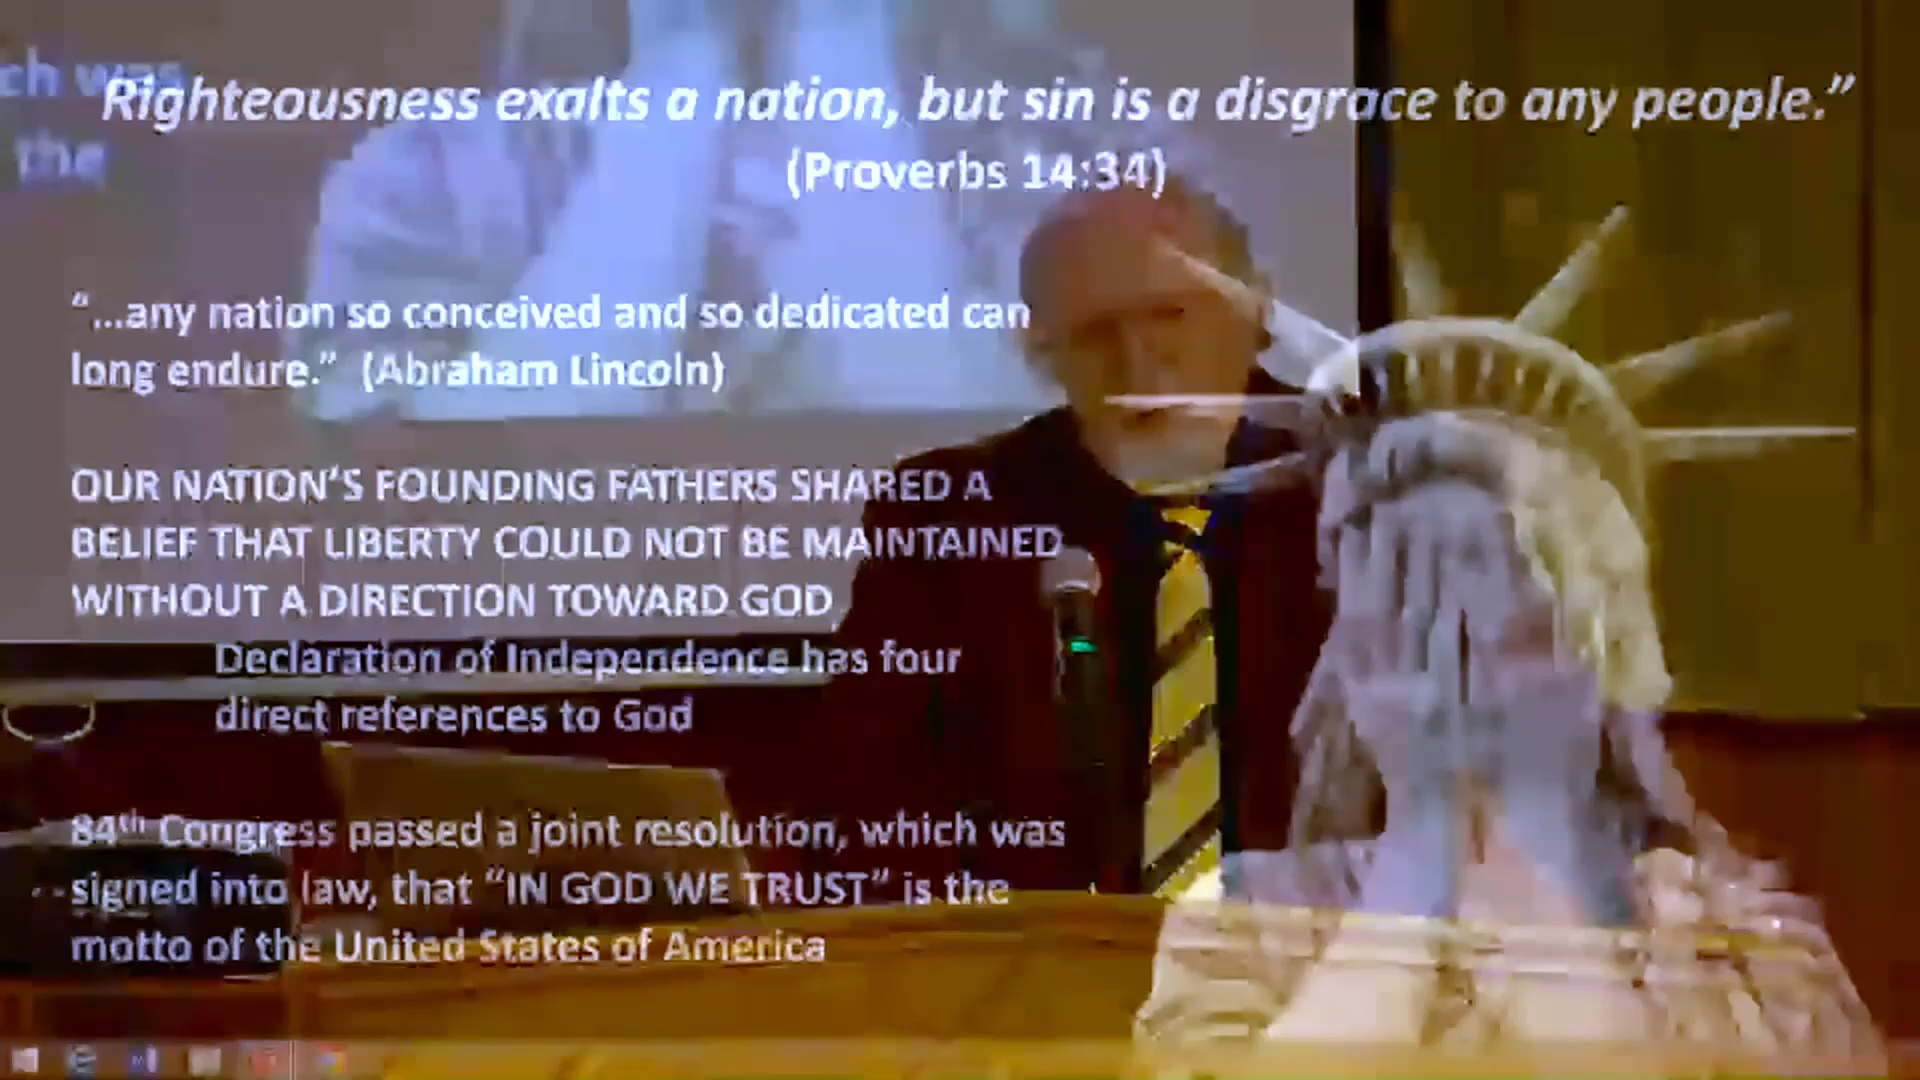 ch was
the
Righteousness exalts a nation, but sin is a disgrace to any people.”
(Proverbs 14:34)
“...any nation so conceived and so dedicated can
long endure.” (Abraham Lincoln)
OUR NATION’S FOUNDING FATHERS SHARED A
BELIEF THAT LIBERTY COULD NOT BE MAINTAINED
WITHOUT A DIRECTION TOWARD GOD,
Declaration of Independence has four
direct references to God
84th Congress passed a joint resolution, which was
signed into law, that “IN GOD WE TRUST” is the
motto of the United States of America